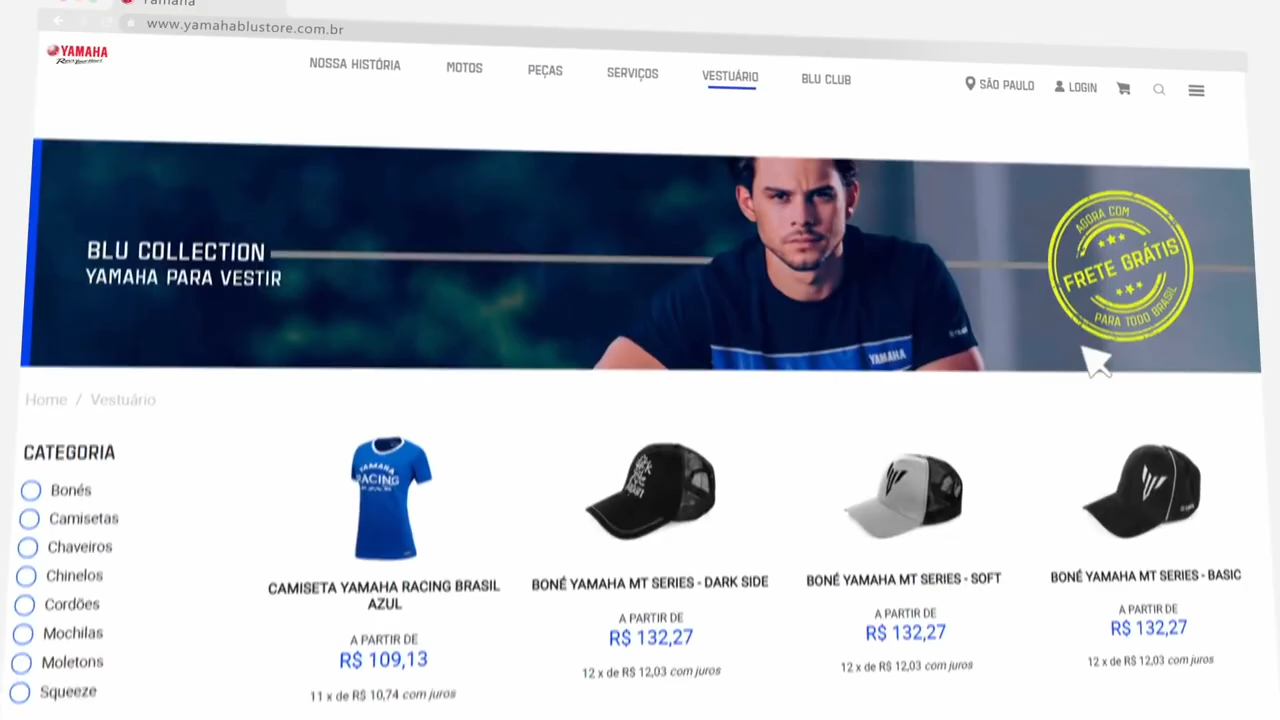 Yamaha
www.yamahablustore.com.br
YAMAHA
Revs Your Heart
NOSSA HISTÓRIA
MOTOS
PEÇAS
SERVIÇOS
VESTUÁRIO
BLU CLUB
SÃO PAULO
LOGIN
BLU COLLECTION
YAMAHA PARA VESTIR
YAMAHA
AGORA COM
FRETE GRÁTIS
PARA TODO BRASIL
Home / Vestuário
CATEGORIA
Bonés
Camisetas
Chaveiros
Chinelos
Cordões
Mochilas
Moletons
Squeeze
YAMAHA
RACING
CAMISETA YAMAHA RACING BRASIL
AZUL
A PARTIR DE
R$ 109,13
11 x de R$ 10,74 com juros
BONÉ YAMAHA MT SERIES - DARK SIDE
A PARTIR DE
R$ 132,27
12 x de R$ 12,03 com juros
BONÉ YAMAHA MT SERIES - SOFT
A PARTIR DE
R$ 132,27
12 x de R$ 12,03 com juros
BONÉ YAMAHA MT SERIES - BASIC
A PARTIR DE
R$ 132,27
12 x de R$ 12,03 com juros